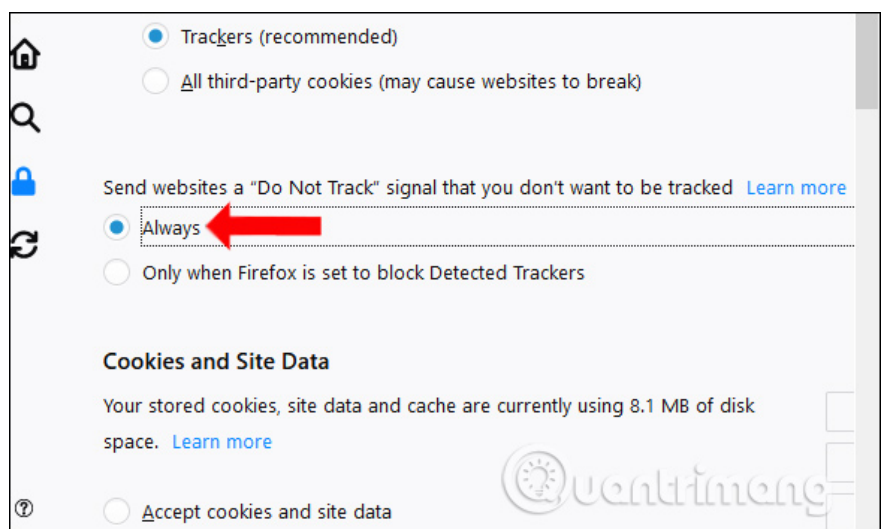 Trackers (recommended)
All third-party cookies (may cause websites to break)
Send websites a “Do Not Track” signal that you don't want to be tracked Learn more
Always
Only when Firefox is set to block Detected Trackers
Cookies and Site Data
Your stored cookies, site data and cache are currently using 8.1 MB of disk
space. Learn more
Quantrimang
Accept cookies and site data